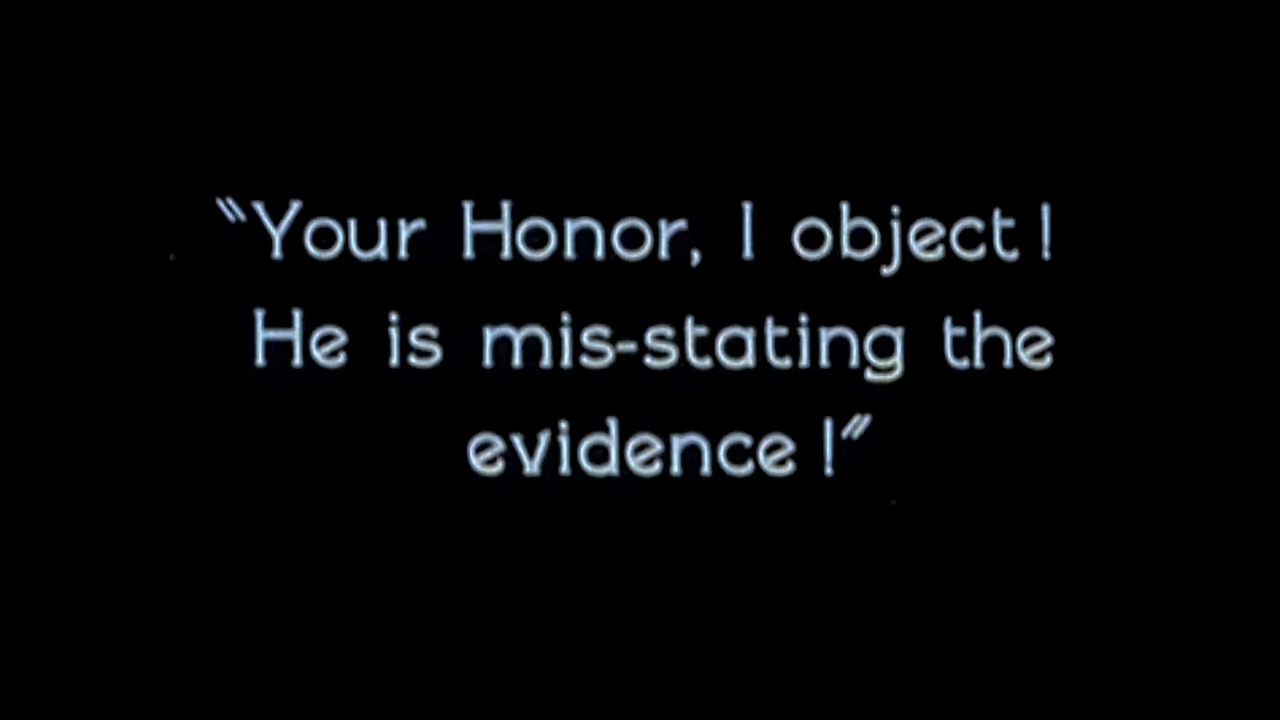 “Your Honor, I object!
He is mis-stating the
evidence!”